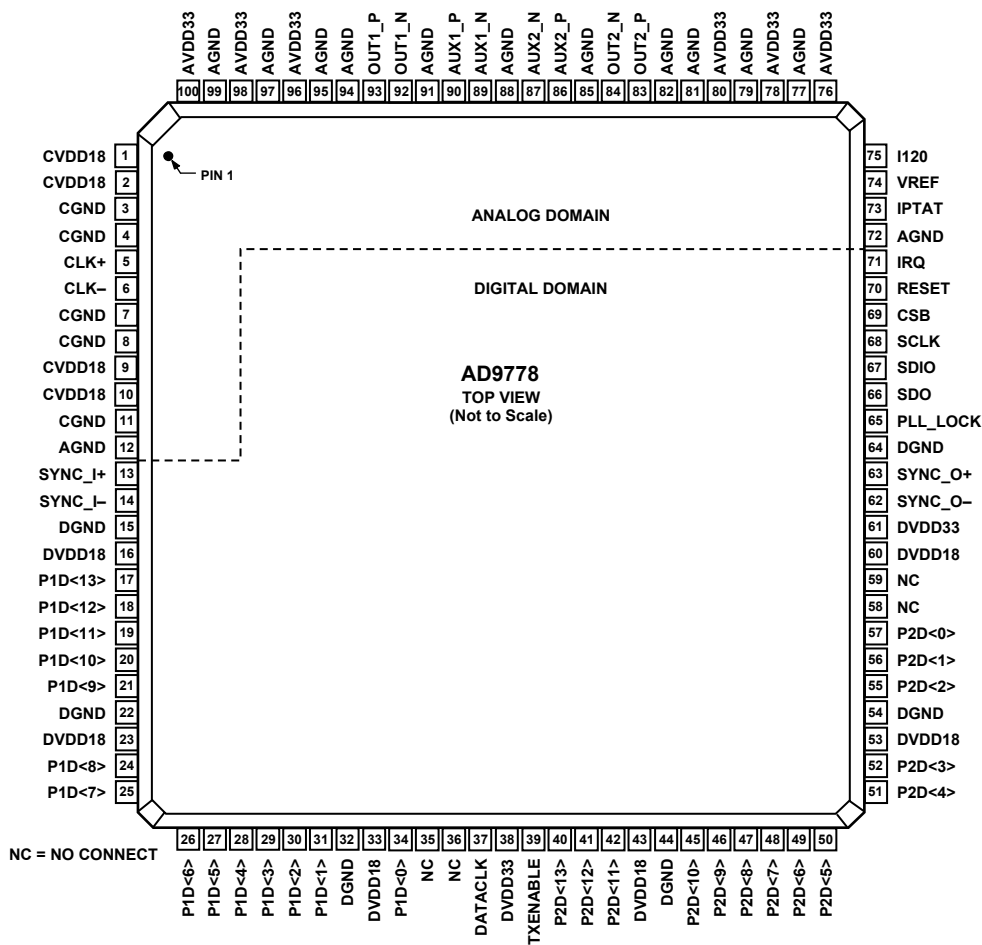 AVDD33
AGND
AVDD33
AGND
AVDD33
AGND
AGND
OUT1_P
OUT1_N
AGND
AUX1_P
AUX1_N
AGND
AUX2_N
AUX2_P
AGND
OUT2_N
OUT2_P
AGND
AGND
AVDD33
AGND
AVDD33
AGND
AVDD33
100 99 98 97 96 95 94 93 92 91 90 89 88 87 86 85 84 83 82 81 80 79 78 77 76
CVDD18 1
CVDD18 2
CGND 3
CGND 4
CLK+ 5
CLK– 6
CGND 7
CGND 8
CVDD18 9
CVDD18 10
CGND 11
AGND 12
SYNC_I+ 13
SYNC_I– 14
DGND 15
DVDD18 16
P1D<13> 17
P1D<12> 18
P1D<11> 19
P1D<10> 20
P1D<9> 21
DGND 22
DVDD18 23
P1D<8> 24
P1D<7> 25
PIN 1
ANALOG DOMAIN
DIGITAL DOMAIN
AD9778
TOP VIEW
(Not to Scale)
75 I120
74 VREF
73 IPTAT
72 AGND
71 IRQ
70 RESET
69 CSB
68 SCLK
67 SDIO
66 SDO
65 PLL_LOCK
64 DGND
63 SYNC_O+
62 SYNC_O–
61 DVDD33
60 DVDD18
59 NC
58 NC
57 P2D<0>
56 P2D<1>
55 P2D<2>
54 DGND
53 DVDD18
52 P2D<3>
51 P2D<4>
26 27 28 29 30 31 32 33 34 35 36 37 38 39 40 41 42 43 44 45 46 47 48 49 50
NC = NO CONNECT
P1D<6>
P1D<5>
P1D<4>
P1D<3>
P1D<2>
P1D<1>
DGND
DVDD18
P1D<0>
NC
NC
DATACLK
DVDD33
TXENABLE
P2D<13>
P2D<12>
P2D<11>
DVDD18
DGND
P2D<10>
P2D<9>
P2D<8>
P2D<7>
P2D<6>
P2D<5>